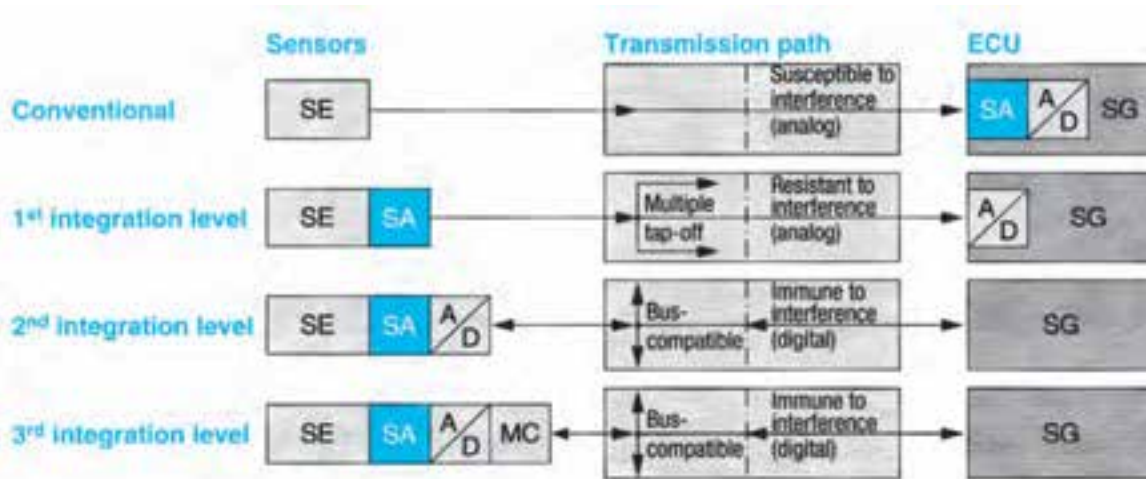 Sensors Transmission path ECU
Conventional
SE
Susceptible to
interference
(analog)
SA A/D SG
1st integration level
SE SA
Multiple
tap-off
Resistant to
interference
(analog)
A/D SG
2nd integration level
SE SA A/D
Bus-
compatible
Immune to
interference
(digital)
SG
3rd integration level
SE SA A/D MC
Bus-
compatible
Immune to
interference
(digital)
SG